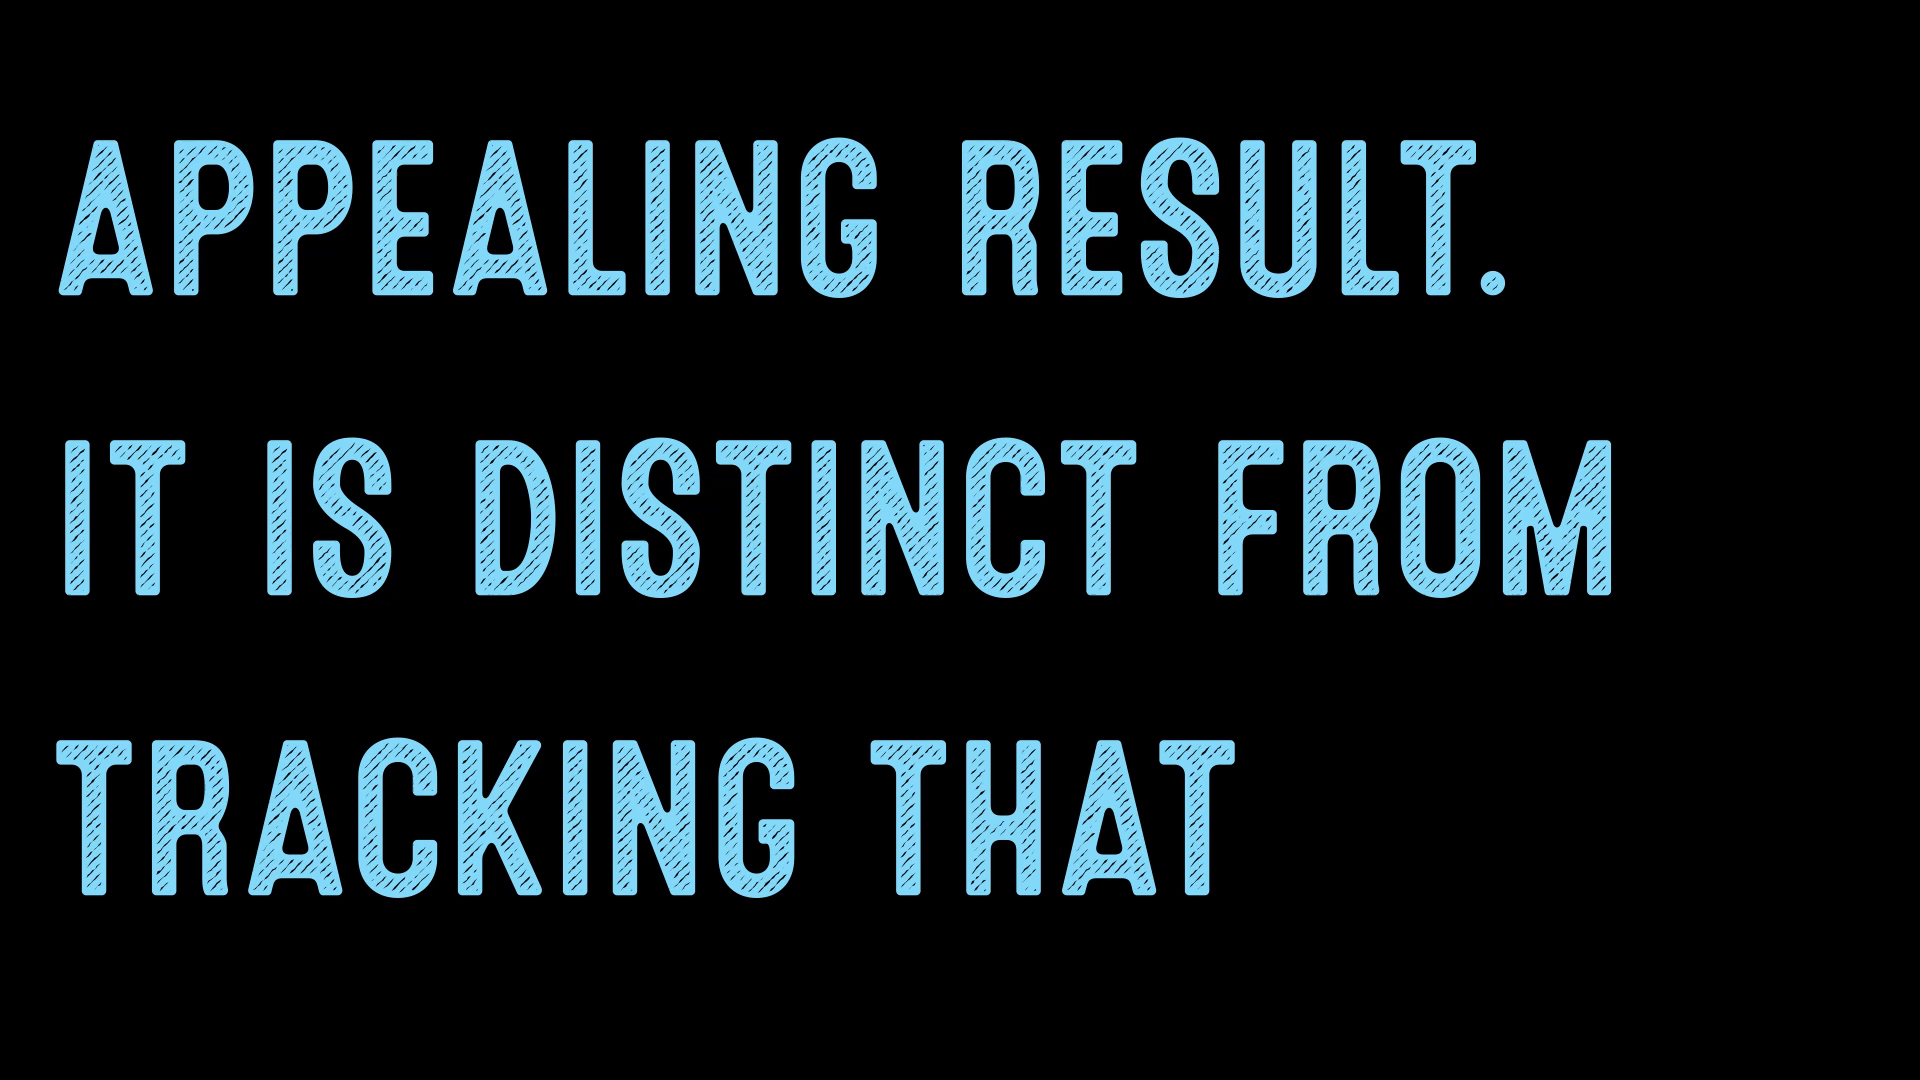 APPEALING RESULT.
IT IS DISTINCT FROM
TRACKING THAT